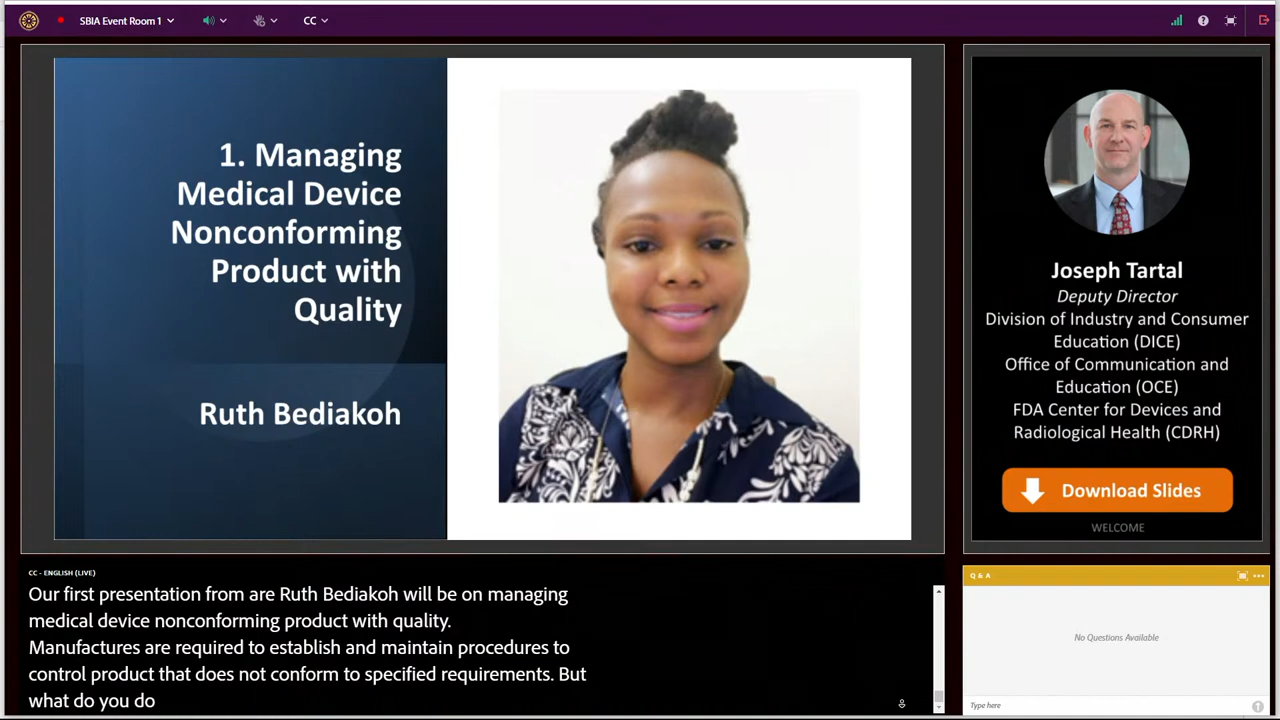 SBIA Event Room 1
CC
1. Managing
Medical Device
Nonconforming
Product with
Quality
Ruth Bediakoh
Joseph Tartal
Deputy Director
Division of Industry and Consumer
Education (DICE)
Office of Communication and
Education (OCE)
FDA Center for Devices and
Radiological Health (CDRH)
Download Slides
WELCOME
CC - ENGLISH (LIVE)
Our first presentation from are Ruth Bediakoh will be on managing
medical device nonconforming product with quality.
Manufactures are required to establish and maintain procedures to
control product that does not conform to specified requirements. But
what do you do
Q & A
No Questions Available
Type here